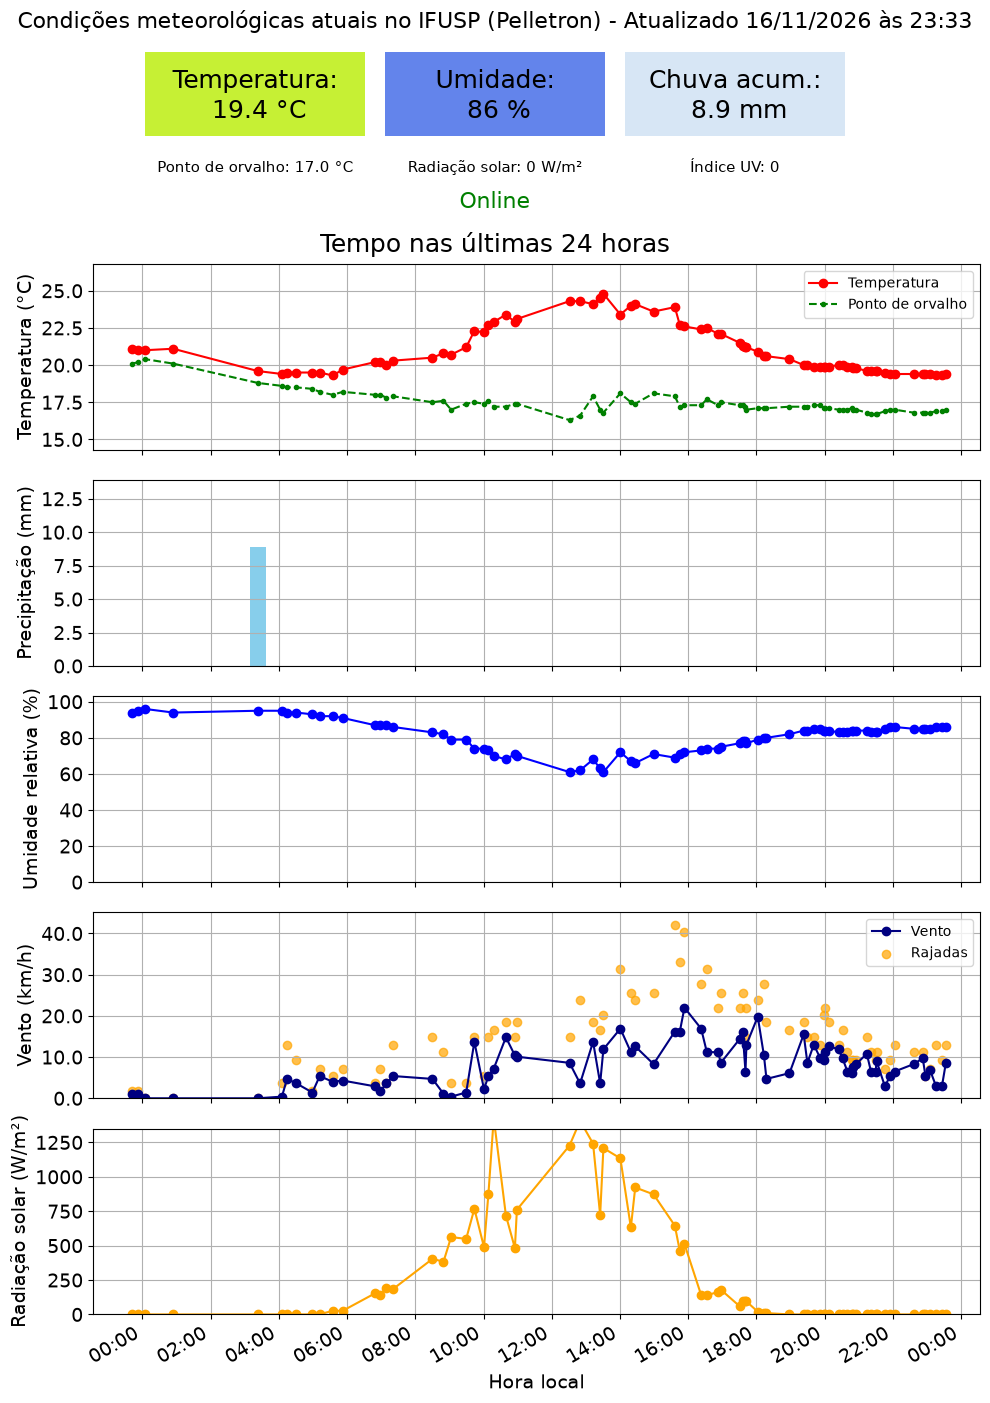 Condições meteorológicas atuais no IFUSP (Pelletron) - Atualizado 16/11/2026 às 23:33
Temperatura:
19.4 °C
Umidade:
86 %
Chuva acum.:
8.9 mm
Ponto de orvalho: 17.0 °C
Radiação solar: 0 W/m²
Índice UV: 0
Online
Tempo nas últimas 24 horas
Temperatura (°C)
25.0
22.5
20.0
17.5
15.0
Temperatura
Ponto de orvalho
Precipitação (mm)
12.5
10.0
7.5
5.0
2.5
0.0
Umidade relativa (%)
100
80
60
40
20
0
Vento (km/h)
40.0
30.0
20.0
10.0
0.0
Vento
Rajadas
Radiação solar (W/m²)
1250
1000
750
500
250
0
00:00
02:00
04:00
06:00
08:00
10:00
12:00
14:00
16:00
18:00
20:00
22:00
00:00
Hora local